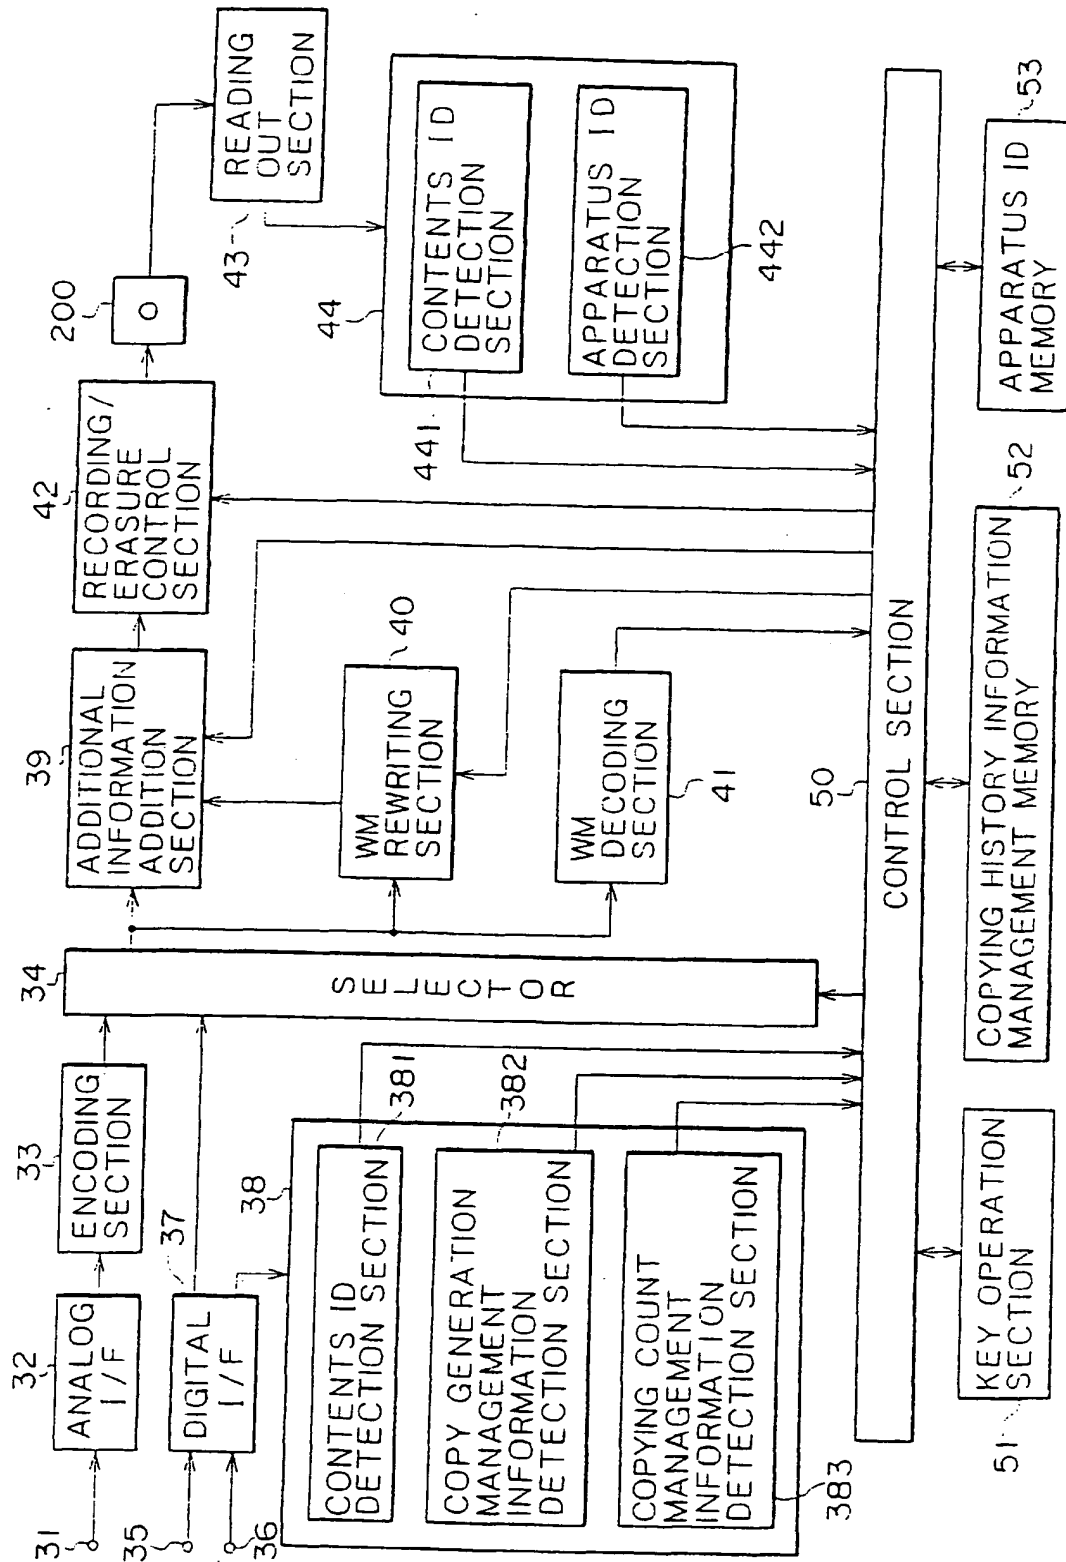 31
32
ANALOG
I/F
33
ENCODING
SECTION
34
SELECTOR
35
36
37
DIGITAL
I/F
38
CONTENTS ID
DETECTION SECTION
381
COPY GENERATION
MANAGEMENT
INFORMATION
DETECTION SECTION
382
COPYING COUNT
MANAGEMENT
INFORMATION
DETECTION SECTION
383
39
ADDITIONAL
INFORMATION
ADDITION
SECTION
40
WM
REWRITING
SECTION
41
WM
DECODING
SECTION
42
RECORDING/
ERASURE
CONTROL
SECTION
200
43
READING
OUT
SECTION
44
CONTENTS ID
DETECTION
SECTION
441
APPARATUS ID
DETECTION
SECTION
442
50
CONTROL SECTION
51
KEY OPERATION
SECTION
52
COPYING HISTORY INFORMATION
MANAGEMENT MEMORY
53
APPARATUS ID
MEMORY